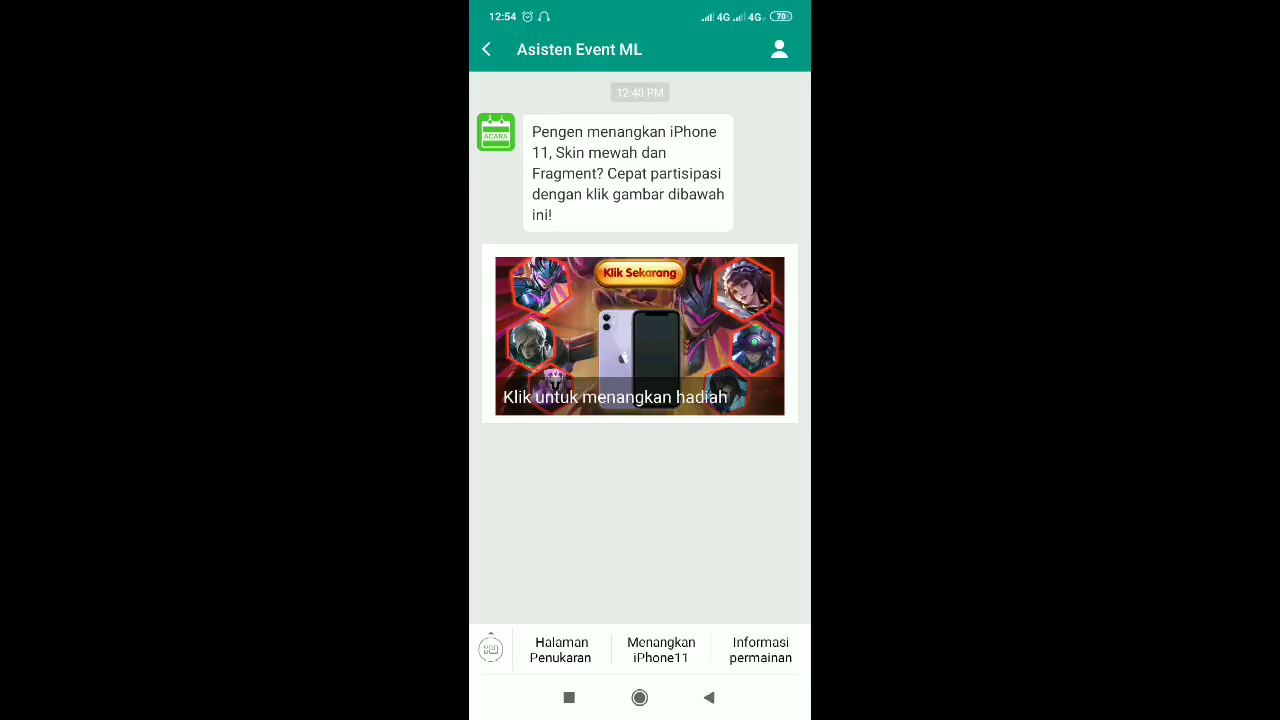 12:54
4G
4G
70
Asisten Event ML
12:40 PM
ACARA
Pengen menangkan iPhone
11, Skin mewah dan
Fragment? Cepat partisipasi
dengan klik gambar dibawah
ini!
Klik Sekarang
Klik untuk menangkan hadiah
Halaman
Penukaran
Menangkan
iPhone11
Informasi
permainan